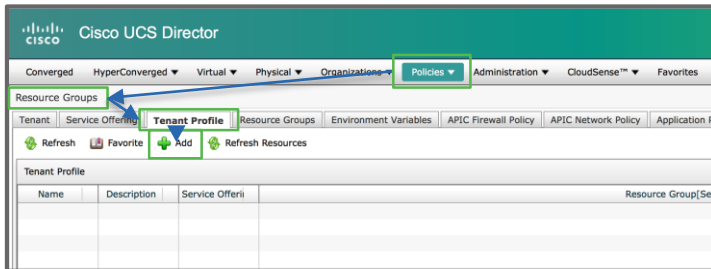 cisco Cisco UCS Director
Converged HyperConverged Virtual Physical Organizations Policies Administration CloudSense™ Favorites
Resource Groups
Tenant Service Offering Tenant Profile Resource Groups Environment Variables APIC Firewall Policy APIC Network Policy Application P
Refresh Favorite Add Refresh Resources
Tenant Profile
Name Description Service Offerin Resource Group[Se